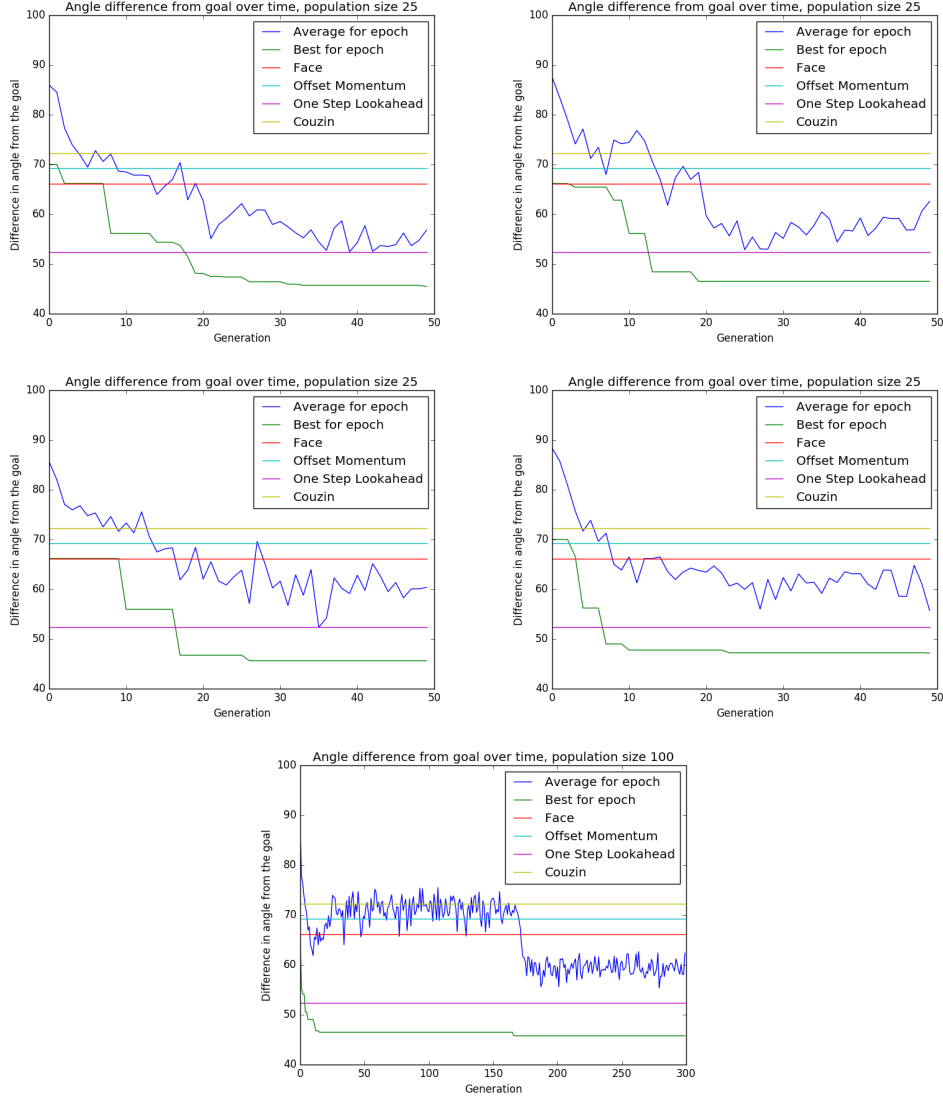 Angle difference from goal over time, population size 25
Difference in angle from the goal
100
90
80
70
60
50
40
Average for epoch
Best for epoch
Face
Offset Momentum
One Step Lookahead
Couzin
0 10 20 30 40 50
Generation
Angle difference from goal over time, population size 25
Difference in angle from the goal
100
90
80
70
60
50
40
Average for epoch
Best for epoch
Face
Offset Momentum
One Step Lookahead
Couzin
0 10 20 30 40 50
Generation
Angle difference from goal over time, population size 25
Difference in angle from the goal
100
90
80
70
60
50
40
Average for epoch
Best for epoch
Face
Offset Momentum
One Step Lookahead
Couzin
0 10 20 30 40 50
Generation
Angle difference from goal over time, population size 25
Difference in angle from the goal
100
90
80
70
60
50
40
Average for epoch
Best for epoch
Face
Offset Momentum
One Step Lookahead
Couzin
0 10 20 30 40 50
Generation
Angle difference from goal over time, population size 100
Difference in angle from the goal
100
90
80
70
60
50
40
Average for epoch
Best for epoch
Face
Offset Momentum
One Step Lookahead
Couzin
0 50 100 150 200 250 300
Generation